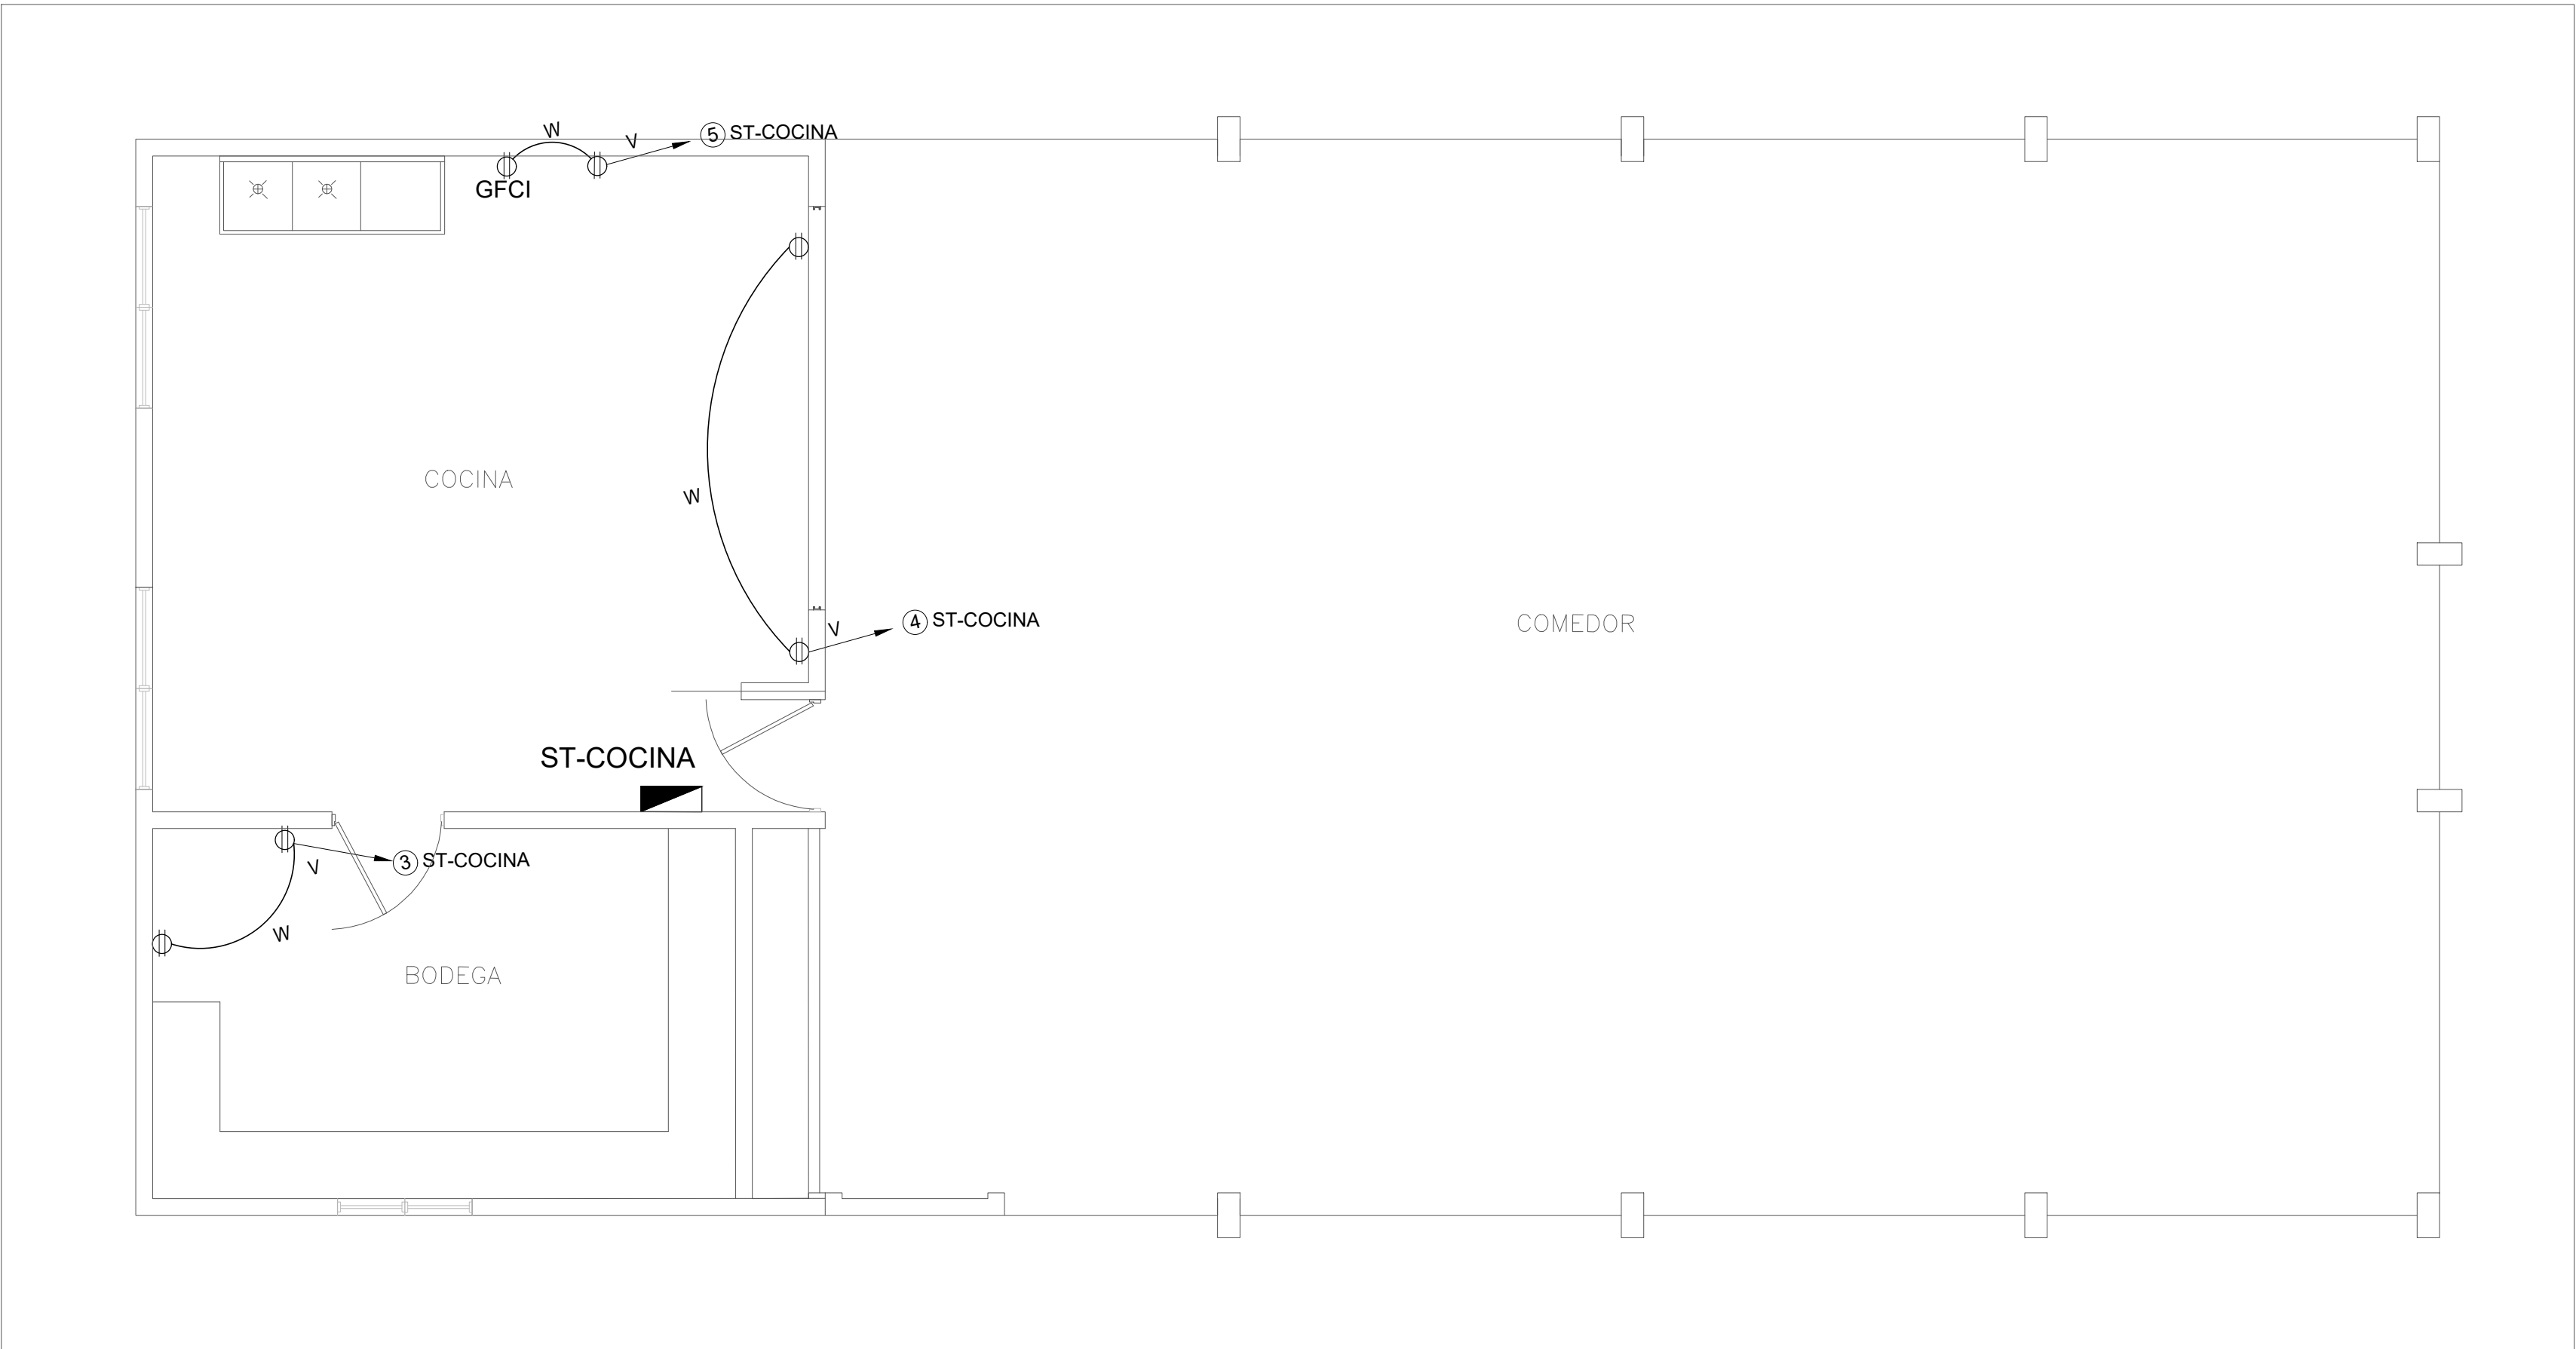 W
V
5 ST-COCINA
GFCI
COCINA
W
V
4 ST-COCINA
COMEDOR
ST-COCINA
3 ST-COCINA
V
W
BODEGA